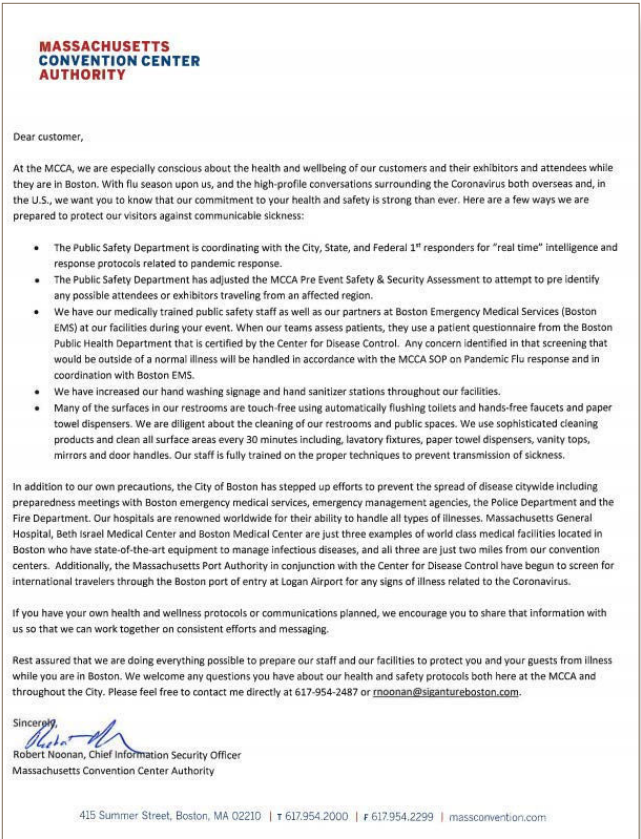 MASSACHUSETTS
CONVENTION CENTER
AUTHORITY
Dear customer,
At the MCCA, we are especially conscious about the health and wellbeing of our customers and their exhibitors and attendees while
they are in Boston. With flu season upon us, and the high-profile conversations surrounding the Coronavirus both overseas and, in
the U.S., we want you to know that our commitment to your health and safety is strong than ever. Here are a few ways we are
prepared to protect our visitors against communicable sickness:
• The Public Safety Department is coordinating with the City, State, and Federal 1st responders for "real time" intelligence and
response protocols related to pandemic response.
• The Public Safety Department has adjusted the MCCA Pre Event Safety & Security Assessment to attempt to pre identify
any possible attendees or exhibitors traveling from an affected region.
• We have our medically trained public safety staff as well as our partners at Boston Emergency Medical Services (Boston
EMS) at our facilities during your event. When our teams assess patients, they use a patient questionnaire from the Boston
Public Health Department that is certified by the Center for Disease Control. Any concern identified in that screening that
would be outside of a normal illness will be handled in accordance with the MCCA SOP on Pandemic Flu response and in
coordination with Boston EMS.
• We have increased our hand washing signage and hand sanitizer stations throughout our facilities.
• Many of the surfaces in our restrooms are touch-free using automatically flushing toilets and hands-free faucets and paper
towel dispensers. We are diligent about the cleaning of our restrooms and public spaces. We use sophisticated cleaning
products and clean all surface areas every 30 minutes including, lavatory fixtures, paper towel dispensers, vanity tops,
mirrors and door handles. Our staff is fully trained on the proper techniques to prevent transmission of sickness.
In addition to our own precautions, the City of Boston has stepped up efforts to prevent the spread of disease citywide including
preparedness meetings with Boston emergency medical services, emergency management agencies, the Police Department and the
Fire Department. Our hospitals are renowned worldwide for their ability to handle all types of illnesses. Massachusetts General
Hospital, Beth Israel Medical Center and Boston Medical Center are just three examples of world class medical facilities located in
Boston who have state-of-the-art equipment to manage infectious diseases, and all three are just two miles from our convention
centers. Additionally, the Massachusetts Port Authority in conjunction with the Center for Disease Control have begun to screen for
international travelers through the Boston port of entry at Logan Airport for any signs of illness related to the Coronavirus.
If you have your own health and wellness protocols or communications planned, we encourage you to share that information with
us so that we can work together on consistent efforts and messaging.
Rest assured that we are doing everything possible to prepare our staff and our facilities to protect you and your guests from illness
while you are in Boston. We welcome any questions you have about our health and safety protocols both here at the MCCA and
throughout the City. Please feel free to contact me directly at 617-954-2487 or rnoonan@sigantureboston.com.
Sincerely,
Robert Noonan, Chief Information Security Officer
Massachusetts Convention Center Authority
415 Summer Street, Boston, MA 02210 | T 617.954.2000 | F 617.954.2299 | massconvention.com